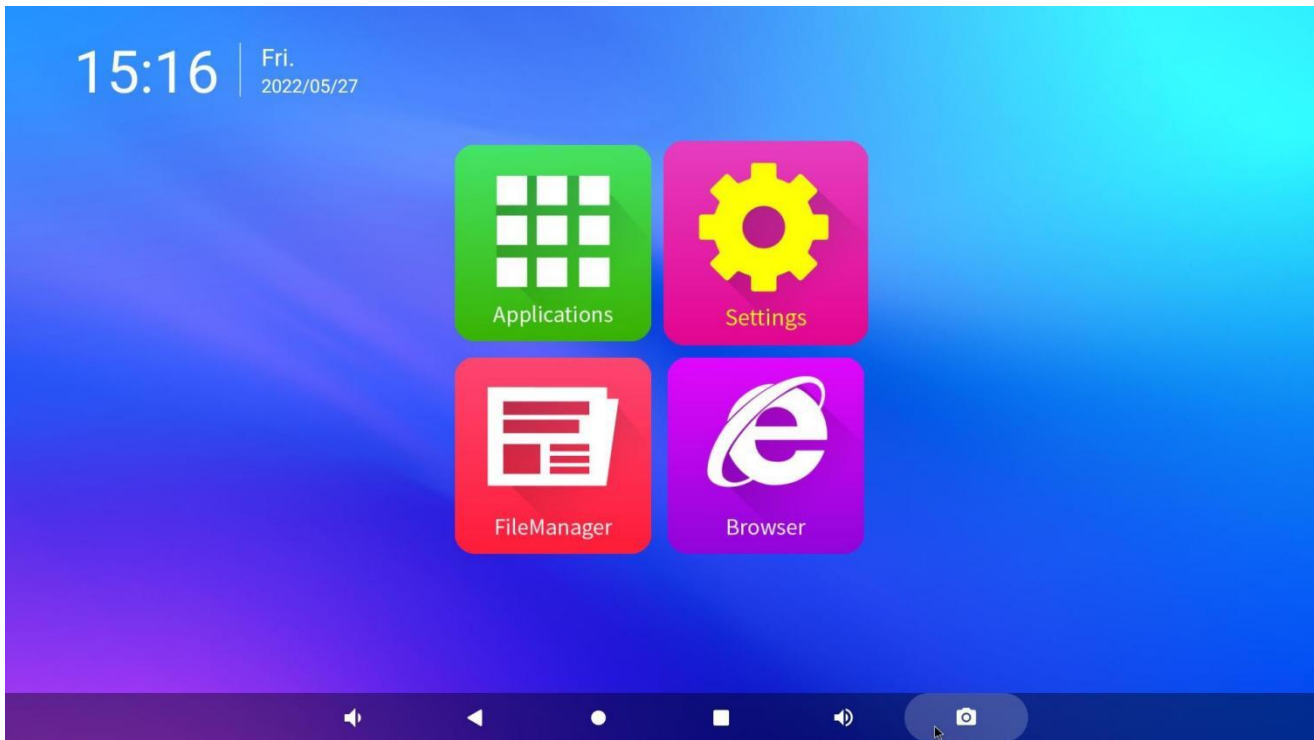 15:16
Fri.
2022/05/27
Applications
Settings
FileManager
Browser